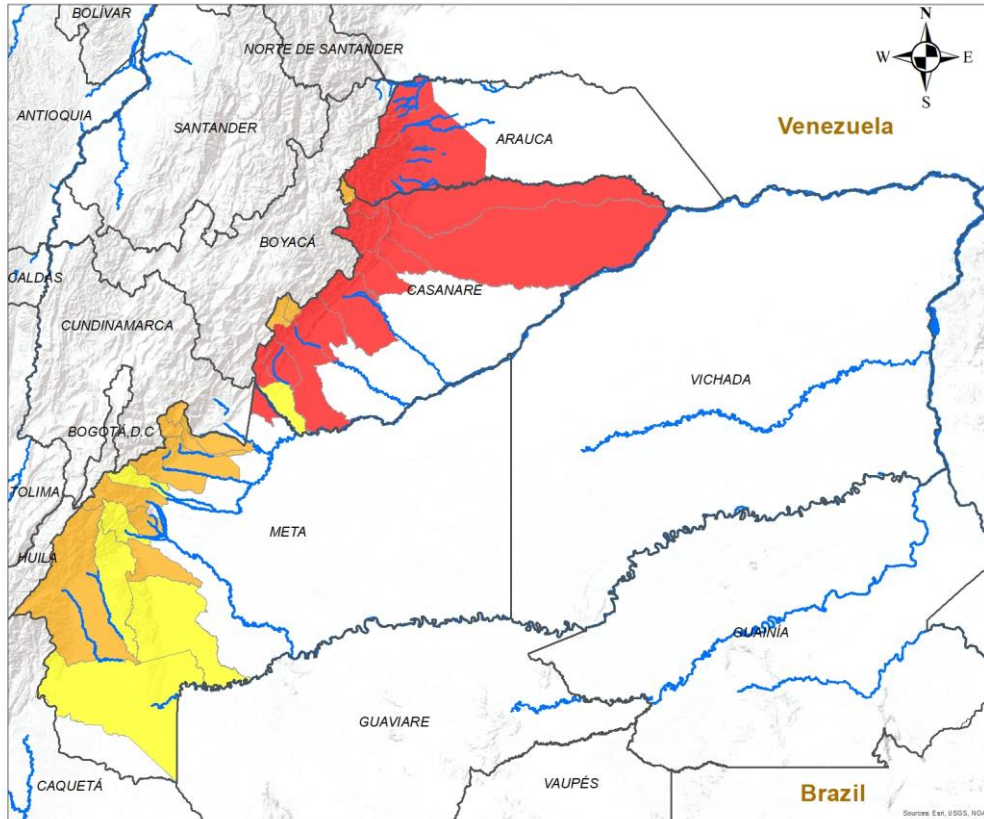 BOLÍVAR
NORTE DE SANTANDER
N
W
E
S
ANTIOQUIA
SANTANDER
ARAUCA
Venezuela
BOYACÁ
CALDAS
CASANARE
CUNDINAMARCA
VICHADA
BOGOTÁ D.C
TOLIMA
META
HUILA
GUAINÍA
GUAVIARE
CAQUETÁ
VAUPÉS
Brazil
Sources: Esri, USGS, NOA